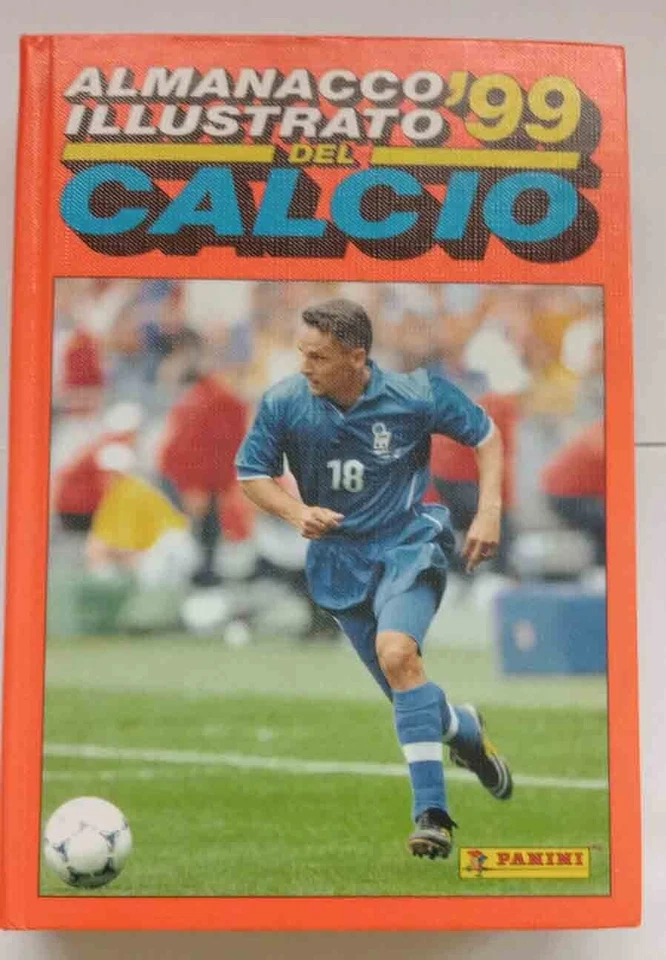 ALMANACCO '99
ILLUSTRATO
DEL
CALCIO
18
PANINI